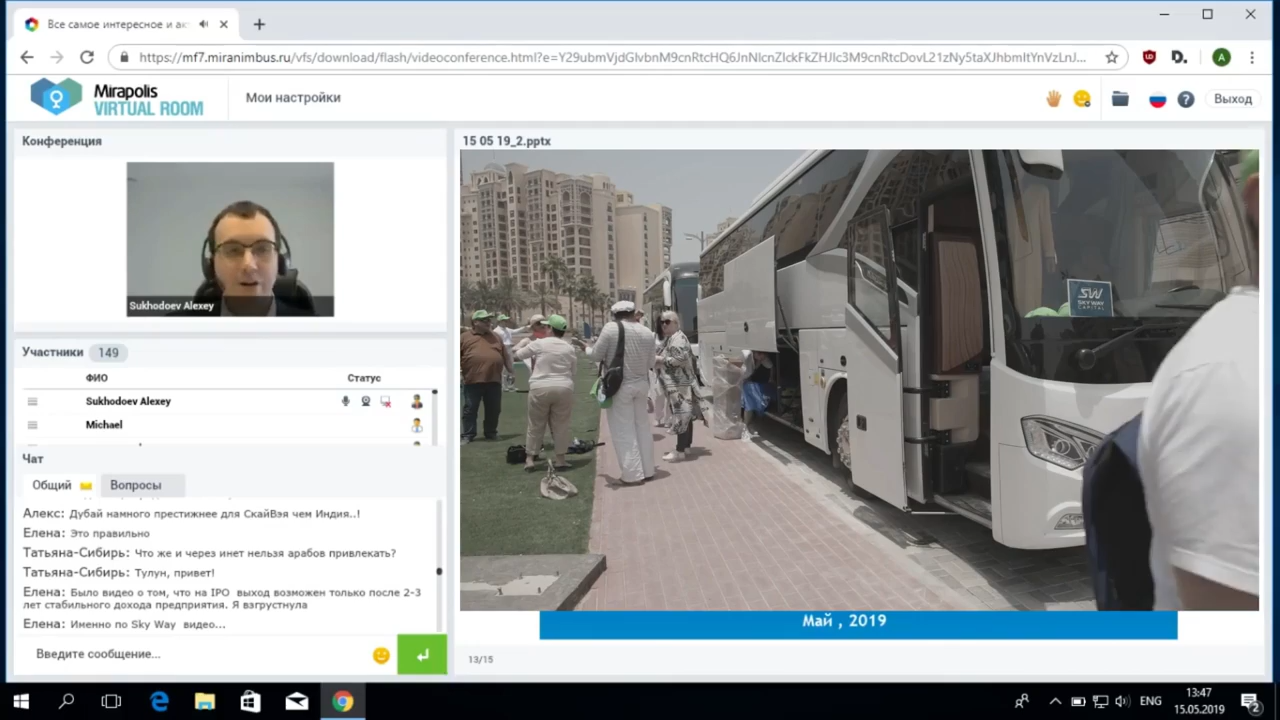 Все самое интересное и ак
https://mf7.miranimbus.ru/vfs/download/flash/videoconference.html?e=
Mirapolis
VIRTUAL ROOM
Мои настройки
Выход
Конференция
Sukhodoev Alexey
Участники 149
ФИО Статус
Sukhodoev Alexey
Michael
Чат
Общий Вопросы
Алекс: Дубай намного престижнее для СкайВэя чем Индия..!
Елена: Это правильно
Татьяна-Сибирь: Что же и через инет нельзя арабов привлекать?
Татьяна-Сибирь: Тулун, привет!
Елена: Было видео о том, что на IPO выход возможен только после 2-3
лет стабильного дохода предприятия. Я взгрустнула
Елена: Именно по Sky Way видео...
Введите сообщение...
15 05 19_2.pptx
SW
SKYWAY
CAPITAL
Май , 2019
13/15
ENG
13:47
15.05.2019
2